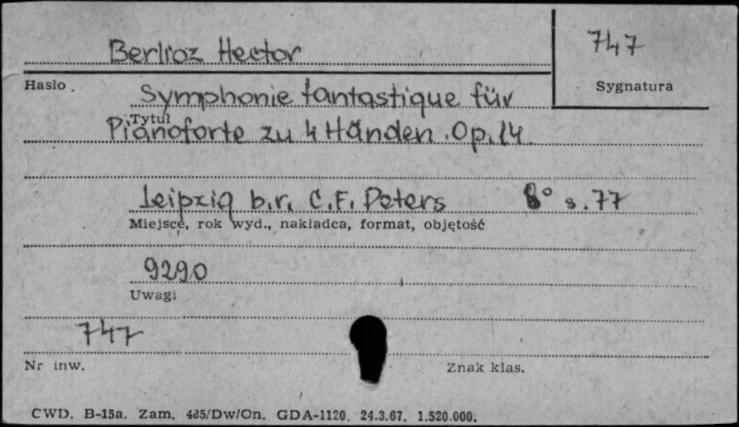 Berlioz Hector
747
Hasło
Sygnatura
Symphonie fantastique für
Tytuł
Pianoforte zu 4 Händen. Op. 14
Leipzig b.r. C.F. Peters 8° s. 77
Miejsce, rok wyd., nakładca, format, objętość
9290
Uwagi
747
Nr inw.
Znak klas.
CWD. B-15a. Zam. 485/Dw/On. GDA-1120. 24.3.67. 1.520.000.